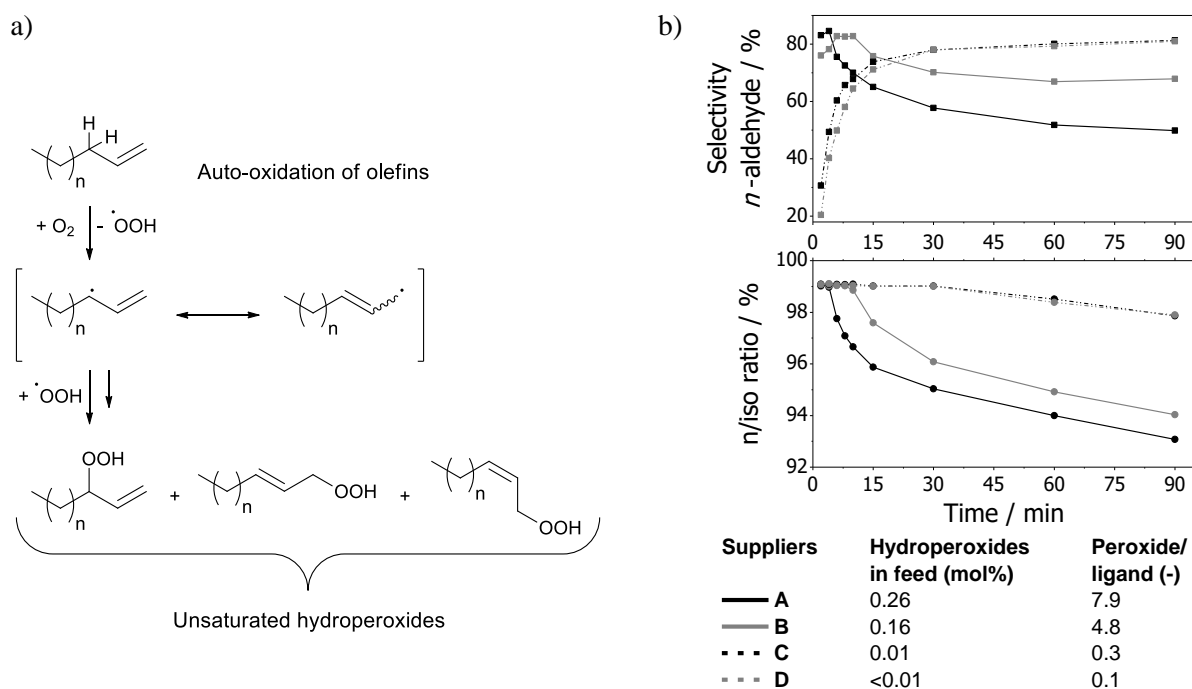 a)
H
H
n
Auto-oxidation of olefins
+ O2
- •OOH
n
n
+ •OOH
OOH
n
+
n
OOH
+
n
OOH
Unsaturated hydroperoxides
b)
Selectivity
n-aldehyde / %
80
60
40
20
0 15 30 45 60 75 90
n/iso ratio / %
100
98
96
94
92
0 15 30 45 60 75 90
Time / min
Suppliers Hydroperoxides in feed (mol%) Peroxide/ ligand (-)
A 0.26 7.9
B 0.16 4.8
C 0.01 0.3
D <0.01 0.1